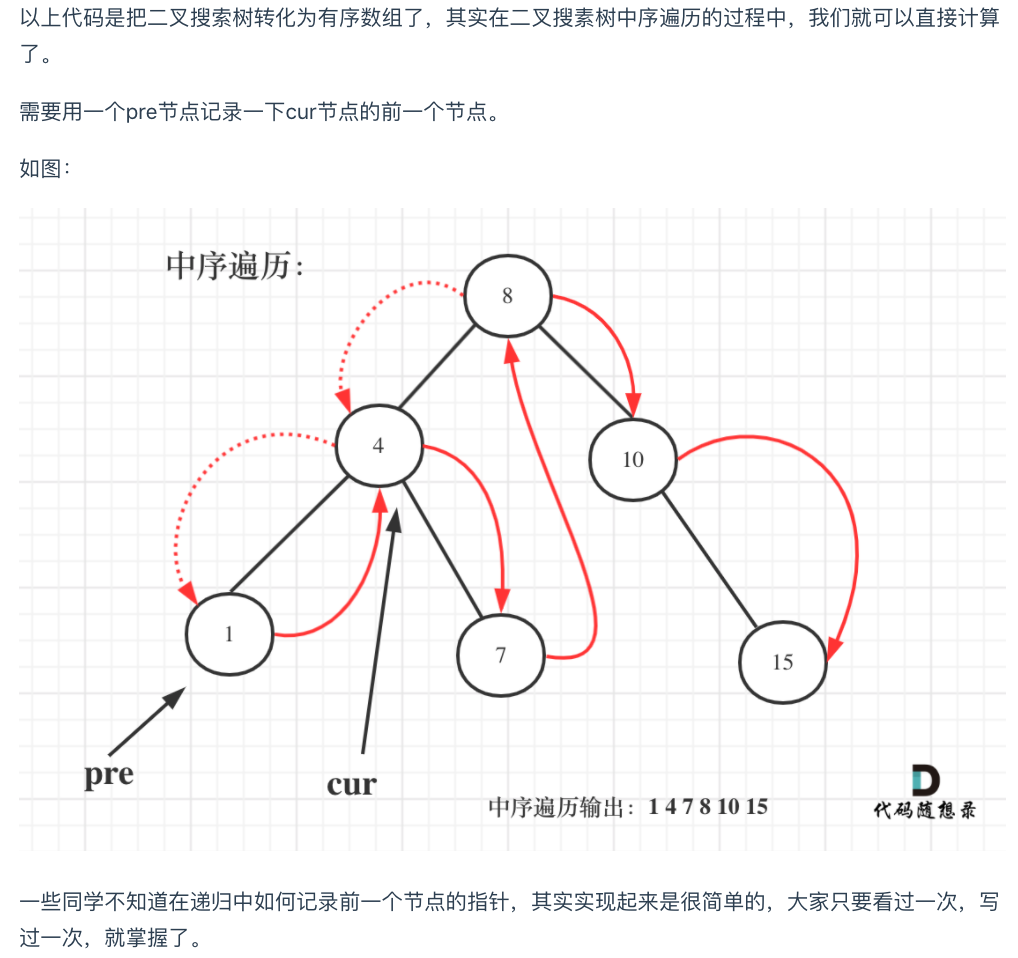 以上代码是把二叉搜索树转化为有序数组了，其实在二叉搜素树中序遍历的过程中，我们就可以直接计算
了。
需要用一个pre节点记录一下cur节点的前一个节点。
如图：
中序遍历：
8
4
10
1
7
15
pre
cur
中序遍历输出：1 4 7 8 10 15
代码随想录
一些同学不知道在递归中如何记录前一个节点的指针，其实实现起来是很简单的，大家只要看过一次，写
过一次，就掌握了。